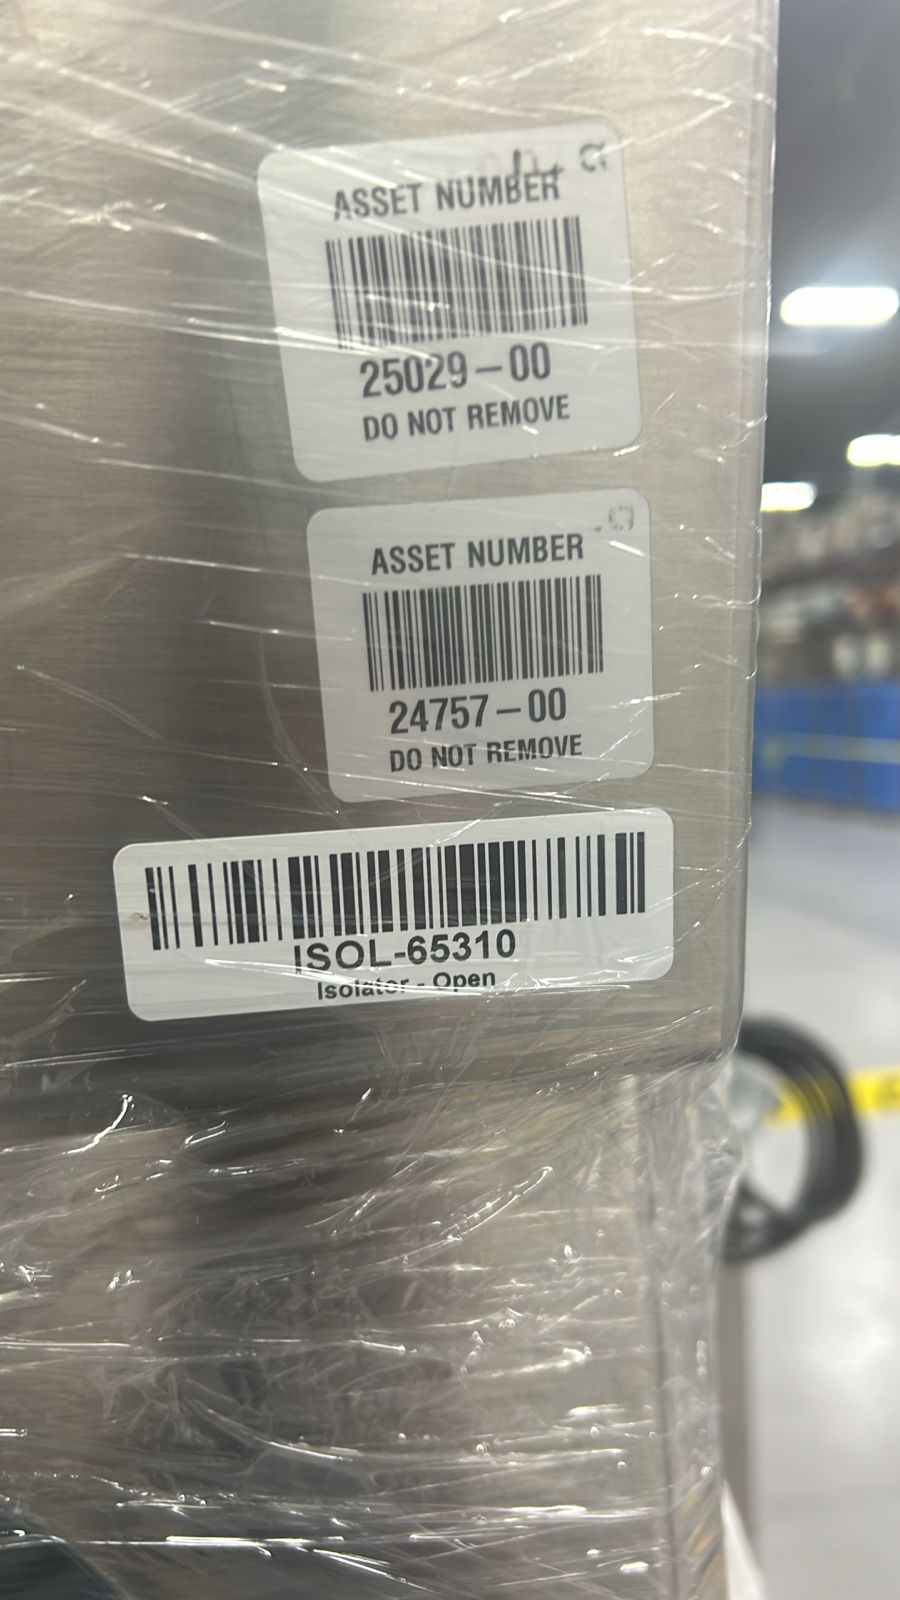 ASSET NUMBER
25029-00
DO NOT REMOVE
ASSET NUMBER
24757-00
DO NOT REMOVE
ISOL-65310
Isolator - Open